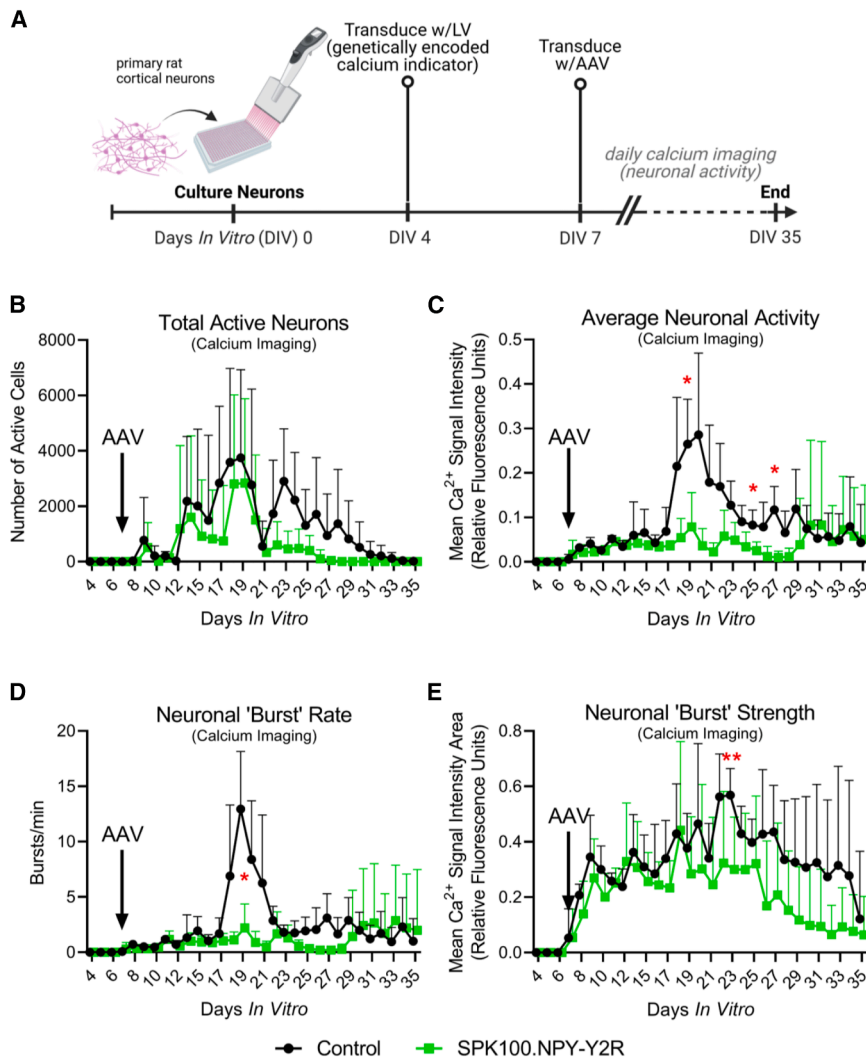 A
primary rat
cortical neurons
Transduce w/LV
(genetically encoded
calcium indicator)
Transduce
w/AAV
daily calcium imaging
(neuronal activity)
Culture Neurons
End
Days In Vitro (DIV) 0
DIV 4
DIV 7
DIV 35
B
Total Active Neurons
(Calcium Imaging)
Number of Active Cells
8000
6000
4000
2000
0
AAV
4 6 8 10 12 15 17 19 21 23 25 27 29 31 33 35
Days In Vitro
C
Average Neuronal Activity
(Calcium Imaging)
Mean Ca2+ Signal Intensity
(Relative Fluorescence Units)
0.5
0.4
0.3
0.2
0.1
0.0
AAV
*
*
*
4 6 8 10 12 15 17 19 21 23 25 27 29 31 33 35
Days In Vitro
D
Neuronal 'Burst' Rate
(Calcium Imaging)
Bursts/min
20
15
10
5
0
AAV
*
4 6 8 10 12 15 17 19 21 23 25 27 29 31 33 35
Days In Vitro
E
Neuronal 'Burst' Strength
(Calcium Imaging)
Mean Ca2+ Signal Intensity Area
(Relative Fluorescence Units)
0.8
0.6
0.4
0.2
0.0
AAV
**
4 6 8 10 12 15 17 19 21 23 25 27 29 31 33 35
Days In Vitro
Control
SPK100.NPY-Y2R